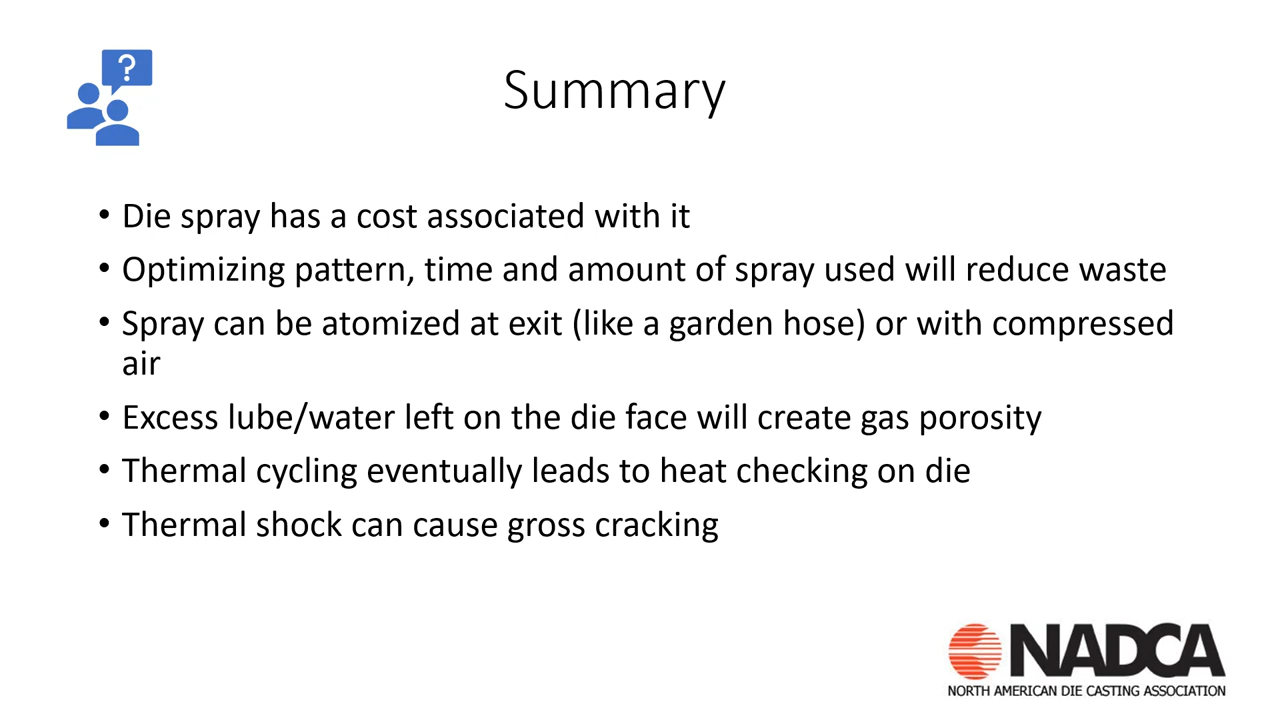 ?
Summary
• Die spray has a cost associated with it
• Optimizing pattern, time and amount of spray used will reduce waste
• Spray can be atomized at exit (like a garden hose) or with compressed
air
• Excess lube/water left on the die face will create gas porosity
• Thermal cycling eventually leads to heat checking on die
• Thermal shock can cause gross cracking
NADCA
NORTH AMERICAN DIE CASTING ASSOCIATION